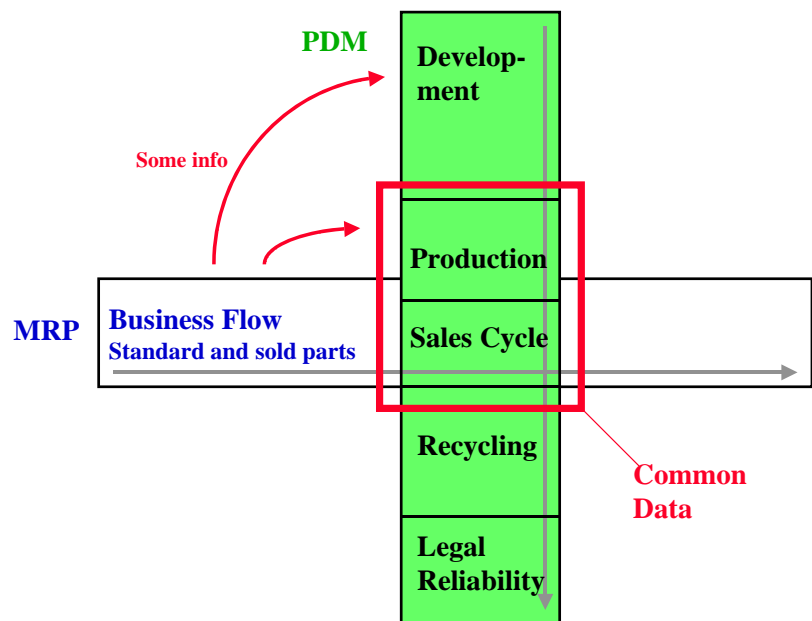 PDM
Develop-
ment
Some info
Production
MRP
Business Flow
Standard and sold parts
Sales Cycle
Recycling
Common
Data
Legal
Reliability